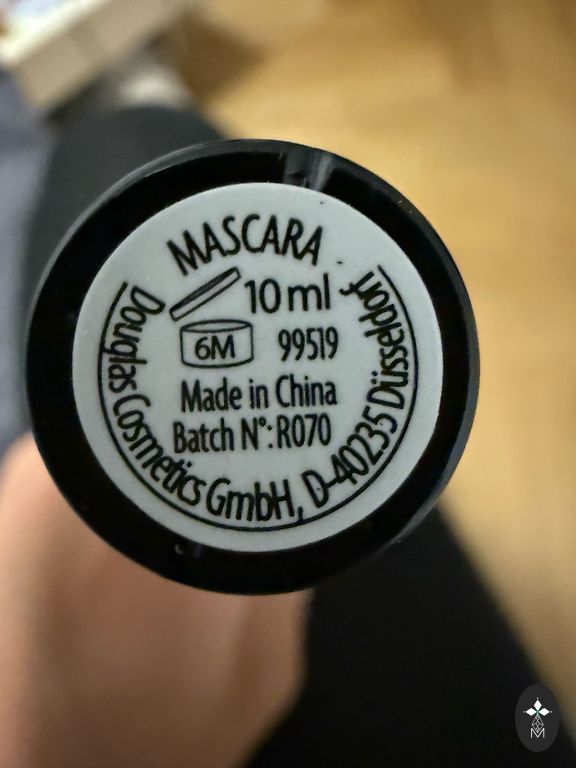 MASCARA
10 ml
6M
99519
Made in China
Batch N°: R070
Douglas Cosmetics GmbH, D-40235 Düsseldorf
M